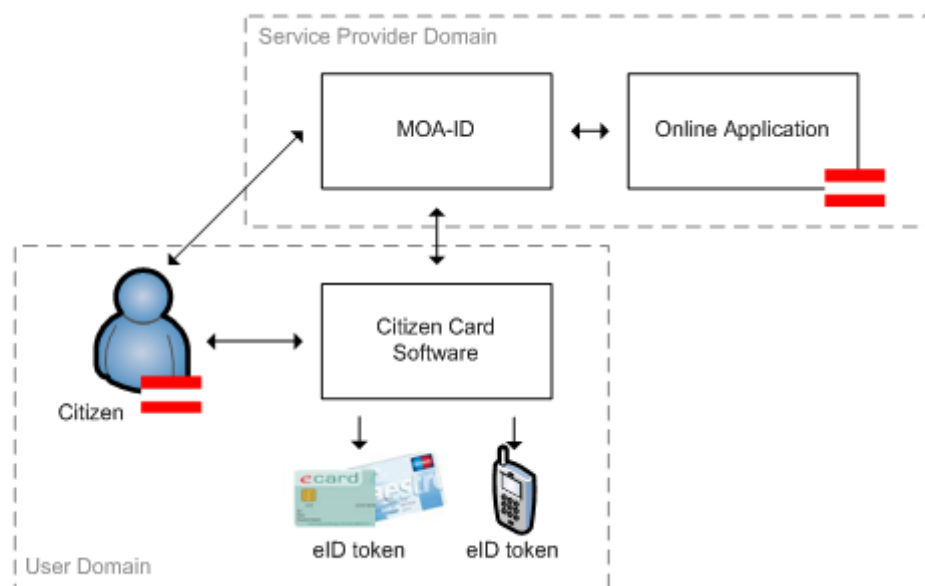 Service Provider Domain
MOA-ID
Online Application
Citizen Card
Software
Citizen
ecard
eID token
eID token
User Domain